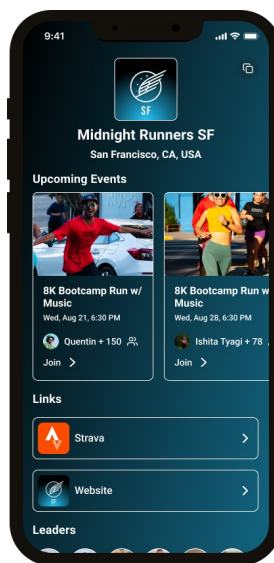 9:41
SF
Midnight Runners SF
San Francisco, CA, USA
Upcoming Events
8K Bootcamp Run w/
Music
Wed, Aug 21, 6:30 PM
Quentin + 150
Join >
8K Bootcamp Run w
Music
Wed, Aug 28, 6:30 PM
Ishita Tyagi + 78
Join >
Links
Strava
Website
SF
Leaders